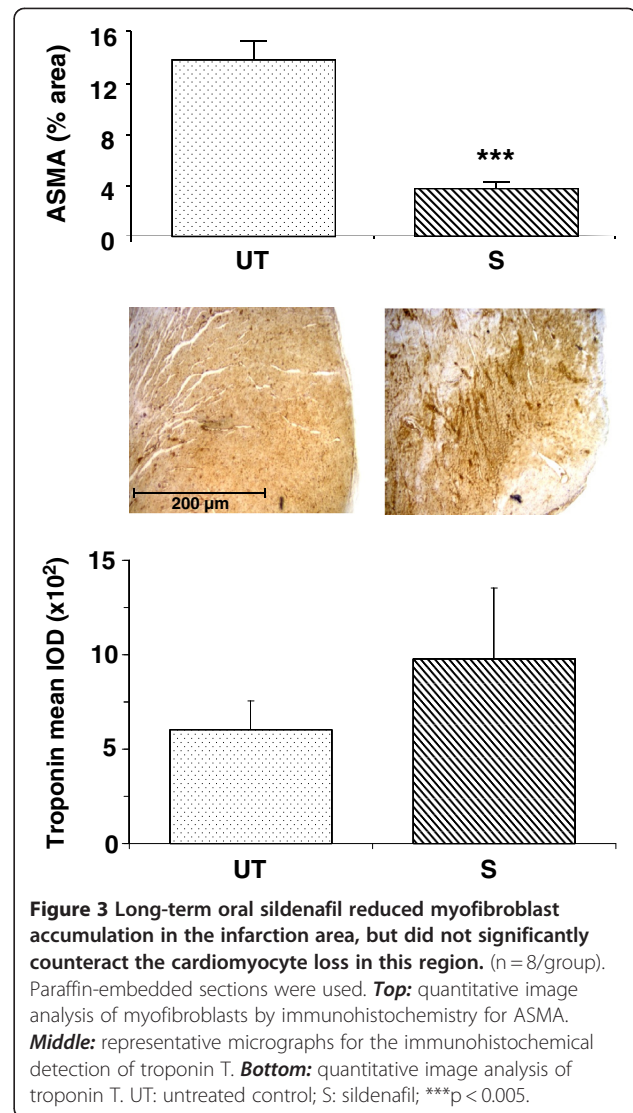 16
12
8
4
0
ASMA (% area)
***
UT S
200 µm
15
10
5
0
Troponin mean IOD (x10²)
UT S
Figure 3 Long-term oral sildenafil reduced myofibroblast
accumulation in the infarction area, but did not significantly
counteract the cardiomyocyte loss in this region. (n = 8/group).
Paraffin-embedded sections were used. Top: quantitative image
analysis of myofibroblasts by immunohistochemistry for ASMA.
Middle: representative micrographs for the immunohistochemical
detection of troponin T. Bottom: quantitative image analysis of
troponin T. UT: untreated control; S: sildenafil; ***p < 0.005.